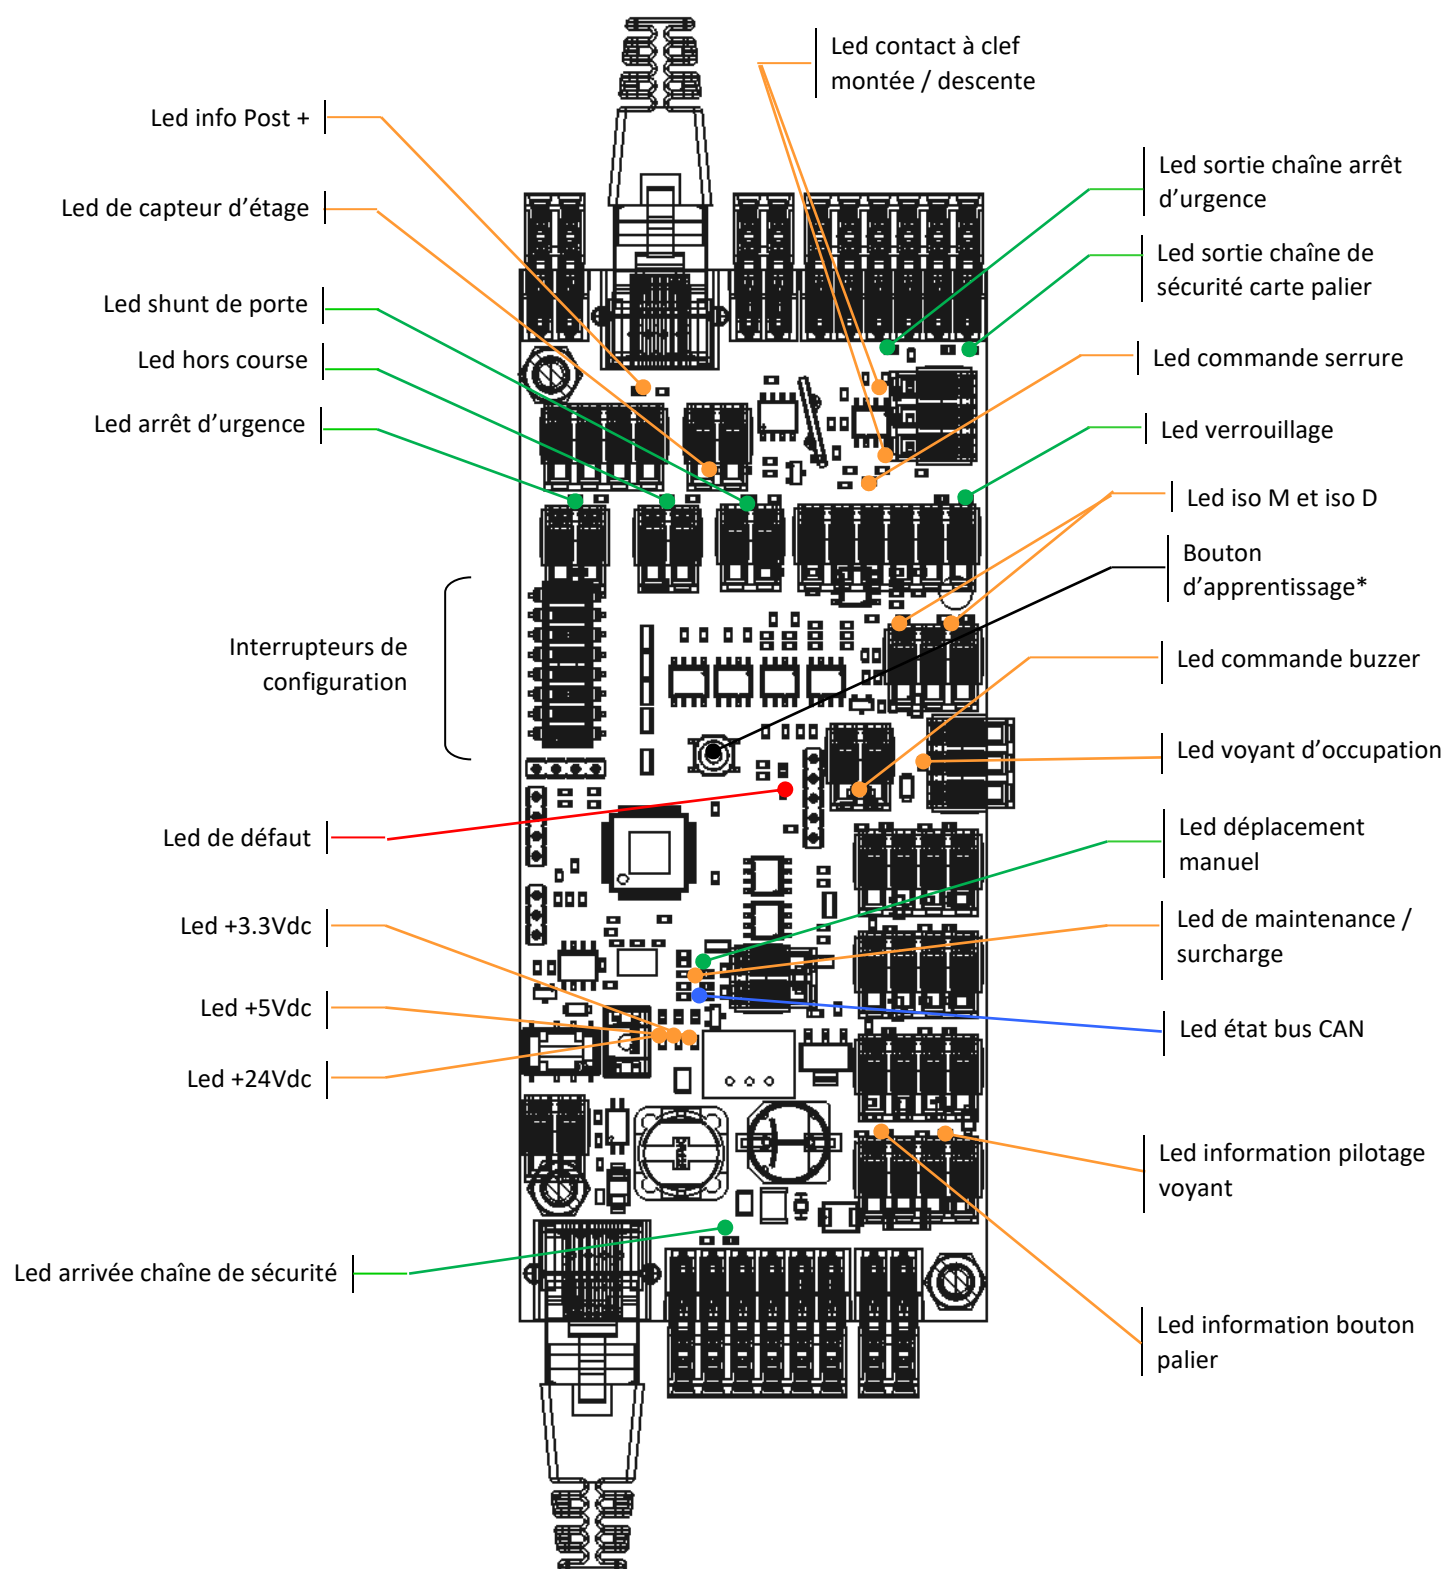 Led contact à clef
montée / descente
Led info Post +
Led de capteur d’étage
Led shunt de porte
Led hors course
Led arrêt d’urgence
Interrupteurs de
configuration
Led de défaut
Led +3.3Vdc
Led +5Vdc
Led +24Vdc
Led arrivée chaîne de sécurité
Led sortie chaîne arrêt
d’urgence
Led sortie chaîne de
sécurité carte palier
Led commande serrure
Led verrouillage
Led iso M et iso D
Bouton
d’apprentissage*
Led commande buzzer
Led voyant d’occupation
Led déplacement
manuel
Led de maintenance /
surcharge
Led état bus CAN
Led information pilotage
voyant
Led information bouton
palier